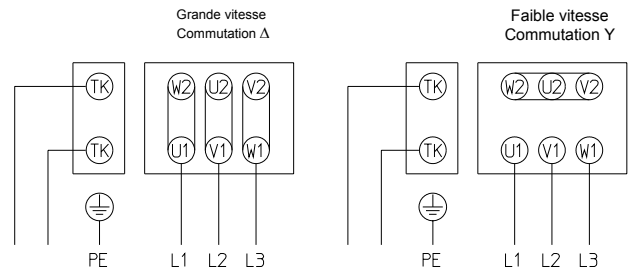 Grande vitesse
Commutation Δ
TK W2 U2 V2
TK U1 V1 W1
PE L1 L2 L3
Faible vitesse
Commutation Y
TK W2 U2 V2
TK U1 V1 W1
PE L1 L2 L3